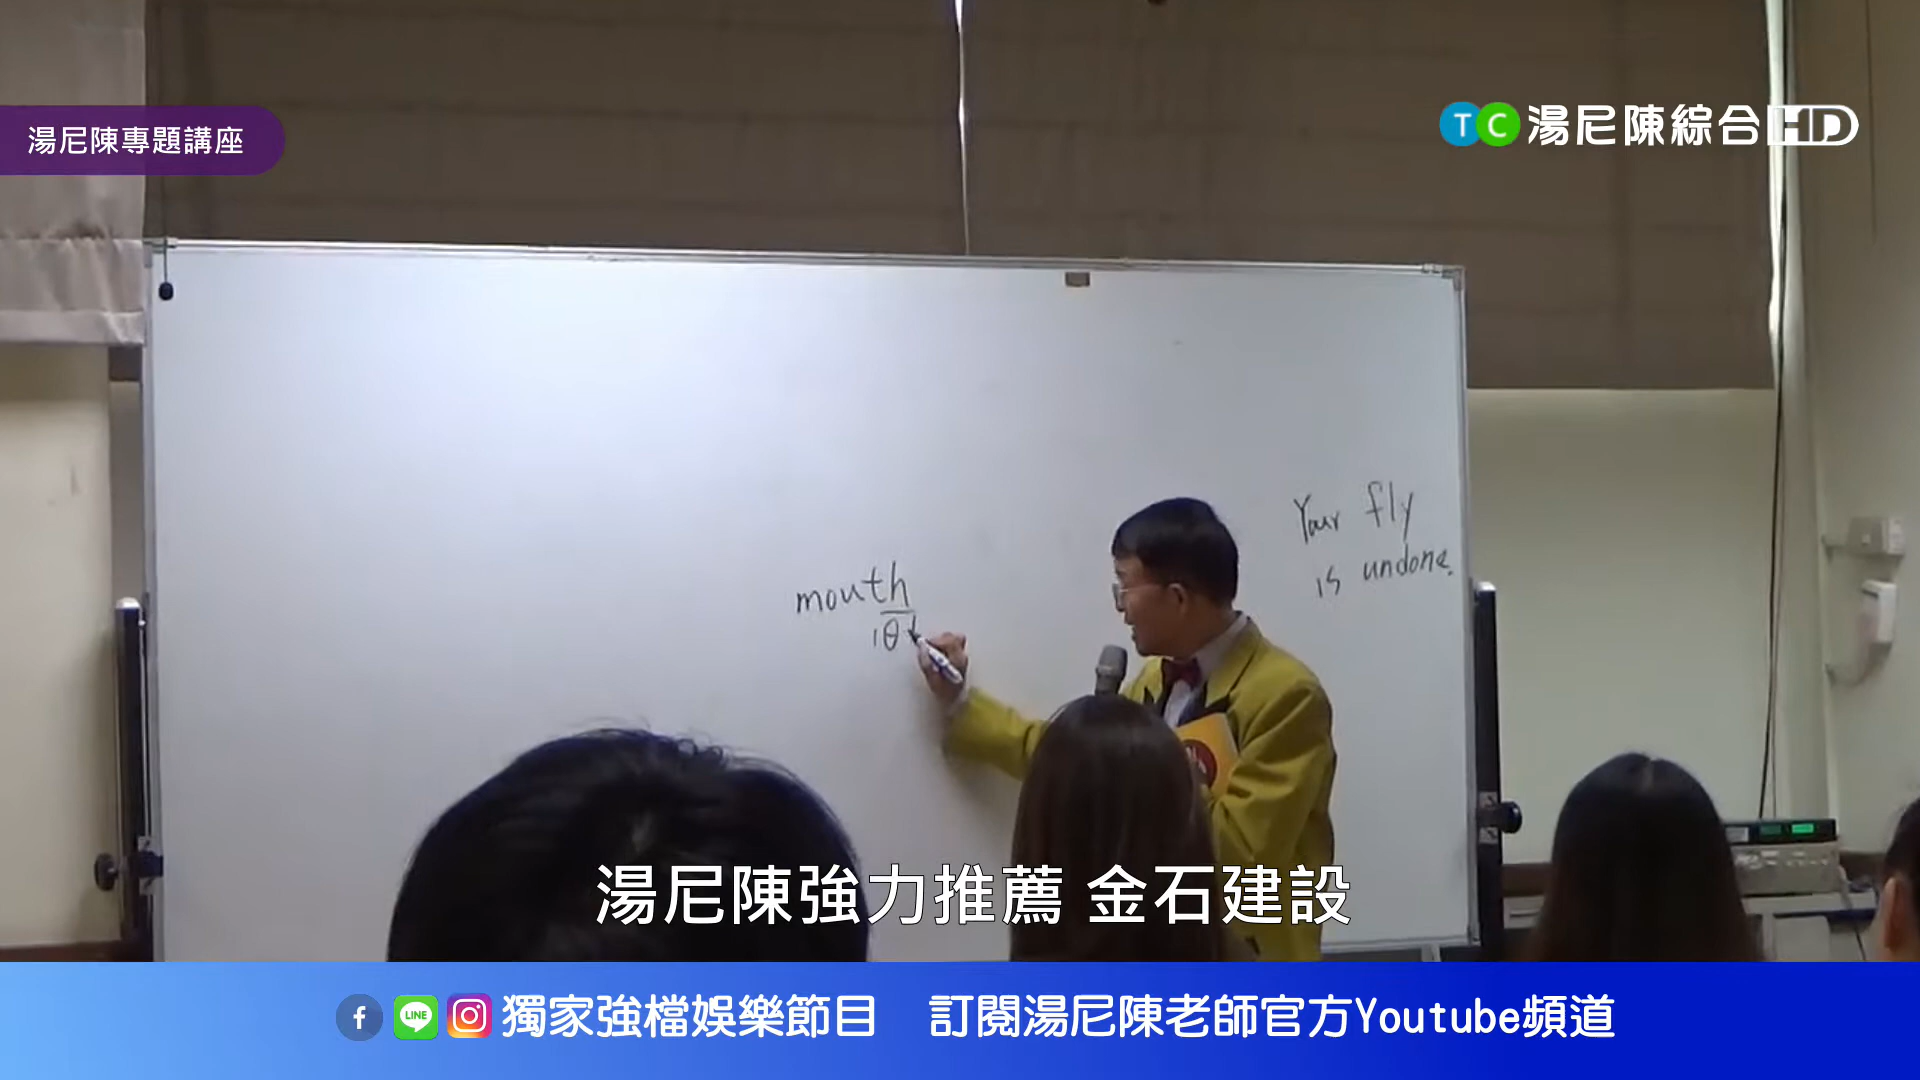 湯尼陳專題講座
TC 湯尼陳綜合HD
Your fly
is undone.
mouth
θ
湯尼陳強力推薦 金石建設
LINE
獨家強檔娛樂節目 訂閱湯尼陳老師官方Youtube頻道